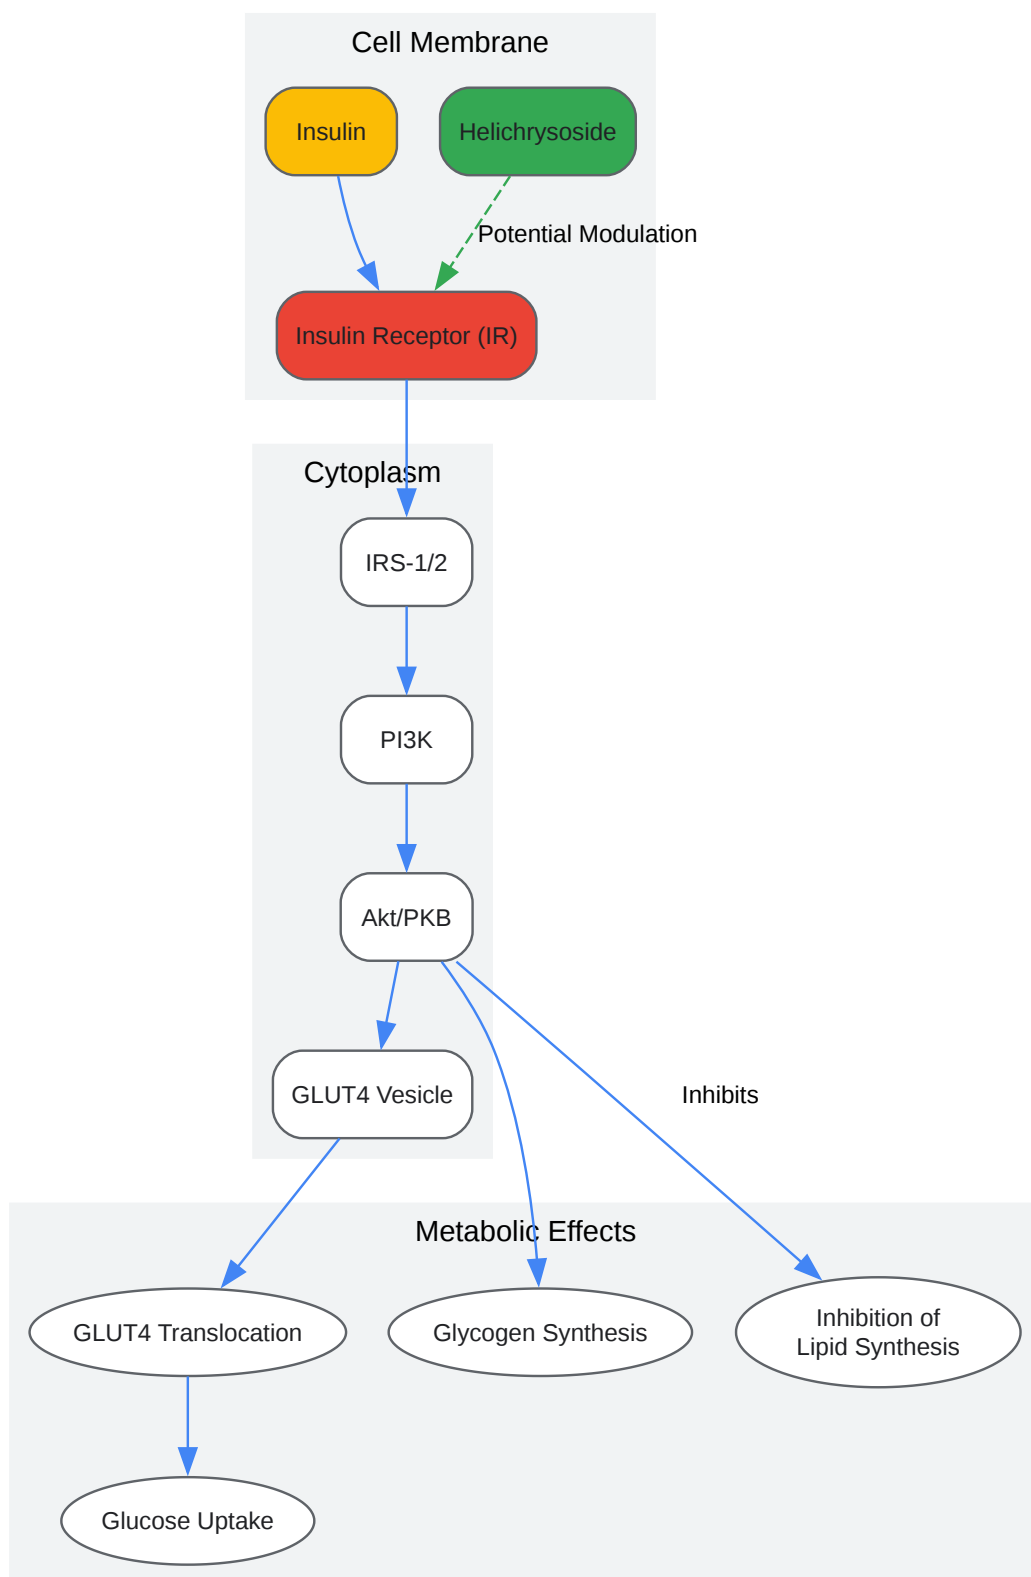 Cell Membrane
Insulin
Helichrysoside
Potential Modulation
Insulin Receptor (IR)
Cytoplasm
IRS-1/2
PI3K
Akt/PKB
GLUT4 Vesicle
Inhibits
Metabolic Effects
GLUT4 Translocation
Glycogen Synthesis
Inhibition of
Lipid Synthesis
Glucose Uptake